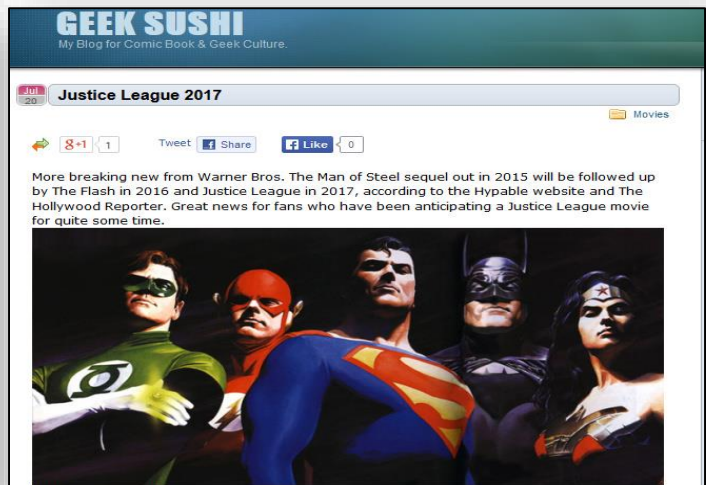 GEEK SUSHI
My Blog for Comic Book & Geek Culture.
Jul
20
Justice League 2017
Movies
g+1 1 Tweet Share Like 0
More breaking new from Warner Bros. The Man of Steel sequel out in 2015 will be followed up
by The Flash in 2016 and Justice League in 2017, according to the Hypable website and The
Hollywood Reporter. Great news for fans who have been anticipating a Justice League movie
for quite some time.